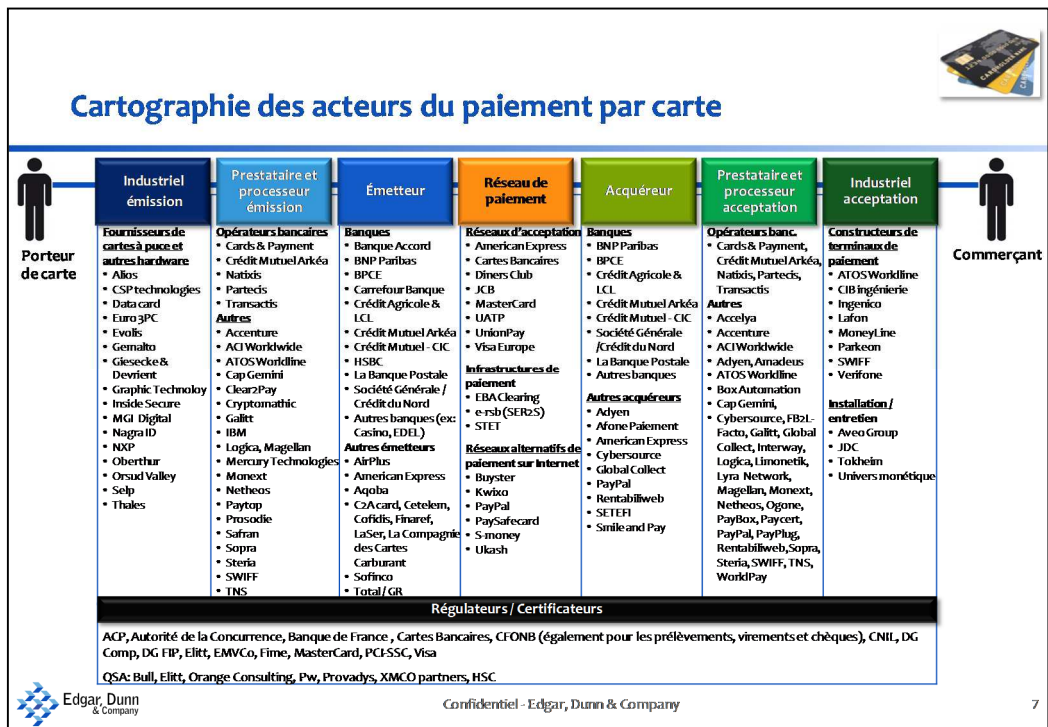 Cartographie des acteurs du paiement par carte
Porteur
de carte
Industriel
émission
Fournisseurs de
cartes à puce et
autres hardware
• Alios
• CSP technologies
• Data card
• Euro 3PC
• Evolis
• Gemalto
• Giesecke &
Devrient
• Graphic Technoloy
• Inside Secure
• MGI Digital
• Nagra ID
• NXP
• Oberthur
• Orsud Valley
• Selp
• Thales
Prestataire et
processeur
émission
Opérateurs bancaires
• Cards & Payment
• Crédit Mutuel Arkéa
• Natixis
• Partecis
• Transactis
Autres
• Accenture
• ACI Worldwide
• ATOS Worldline
• Cap Gemini
• Clear2Pay
• Cryptomathic
• Galitt
• IBM
• Logica, Magellan
• Mercury Technologies
• Monext
• Netheos
• Paytop
• Prosodie
• Safran
• Sopra
• Steria
• SWIFF
• TNS
Émetteur
Banques
• Banque Accord
• BNP Paribas
• BPCE
• Carrefour Banque
• Crédit Agricole &
LCL
• Crédit Mutuel Arkéa
• Crédit Mutuel - CIC
• HSBC
• La Banque Postale
• Société Générale /
Crédit du Nord
• Autres banques (ex:
Casino, EDEL)
Autres émetteurs
• AirPlus
• American Express
• Aqoba
• C2A card, Cetelem,
Cofidis, Finaref,
LaSer, La Compagnie
des Cartes
Carburant
• Sofinco
• Total / GR
Réseau de
paiement
Réseaux d'acceptation
• American Express
• Cartes Bancaires
• Diners Club
• JCB
• MasterCard
• UATP
• UnionPay
• Visa Europe
Infrastructures de
paiement
• EBA Clearing
• e-rsb (SER2S)
• STET
Réseaux alternatifs de
paiement sur Internet
• Buyster
• Kwixo
• PayPal
• PaySafecard
• S-money
• Ukash
Acquéreur
Banques
• BNP Paribas
• BPCE
• Crédit Agricole &
LCL
• Crédit Mutuel Arkéa
• Crédit Mutuel - CIC
• Société Générale
/Crédit du Nord
• La Banque Postale
• Autres banques
Autres acquéreurs
• Adyen
• Afone Paiement
• American Express
• Cybersource
• Global Collect
• PayPal
• Rentabiliweb
• SETEFI
• Smile and Pay
Prestataire et
processeur
acceptation
Opérateurs banc.
• Cards & Payment,
Crédit Mutuel Arkéa,
Natixis, Partecis,
Transactis
Autres
• Accelya
• Accenture
• ACI Worldwide
• Adyen, Amadeus
• ATOS Worldline
• Box Automation
• Cap Gemini,
• Cybersource, FB2L-
Facto, Galitt, Global
Collect, Interway,
Logica, Limonetik,
Lyra Network,
Magellan, Monext,
Netheos, Ogone,
PayBox, Paycert,
PayPal, PayPlug,
Rentabiliweb, Sopra,
Steria, SWIFF, TNS,
WorldPay
Industriel
acceptation
Constructeurs de
terminaux de
paiement
• ATOS Worldline
• CIB ingénierie
• Ingenico
• Lafon
• MoneyLine
• Parkeon
• SWIFF
• Verifone
Installation /
entretien
• Aveo Group
• JDC
• Tokheim
• Univers monétique
Commerçant
Régulateurs / Certificateurs
ACP, Autorité de la Concurrence, Banque de France , Cartes Bancaires, CFONB (également pour les prélèvements, virements et chèques), CNIL, DG
Comp, DG FIP, Elitt, EMVCo, Fime, MasterCard, PCI-SSC, Visa
QSA: Bull, Elitt, Orange Consulting, Pw, Provadys, XMCO partners, HSC
Edgar, Dunn
& Company
Confidentiel - Edgar, Dunn & Company
7